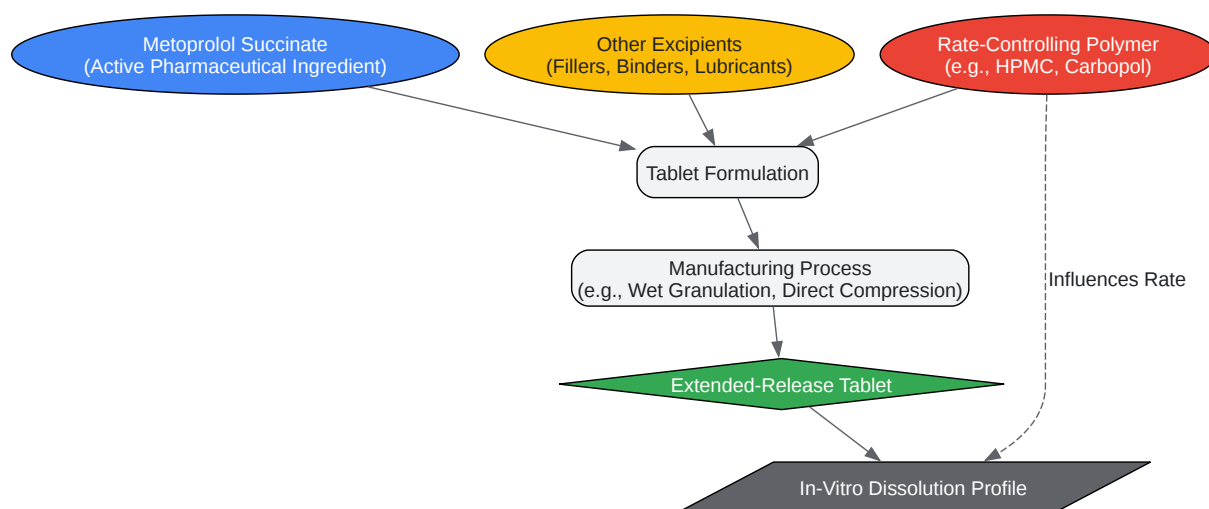 Metoprolol Succinate
(Active Pharmaceutical Ingredient)
Other Excipients
(Fillers, Binders, Lubricants)
Rate-Controlling Polymer
(e.g., HPMC, Carbopol)
Tablet Formulation
Manufacturing Process
(e.g., Wet Granulation, Direct Compression)
Influences Rate
Extended-Release Tablet
In-Vitro Dissolution Profile